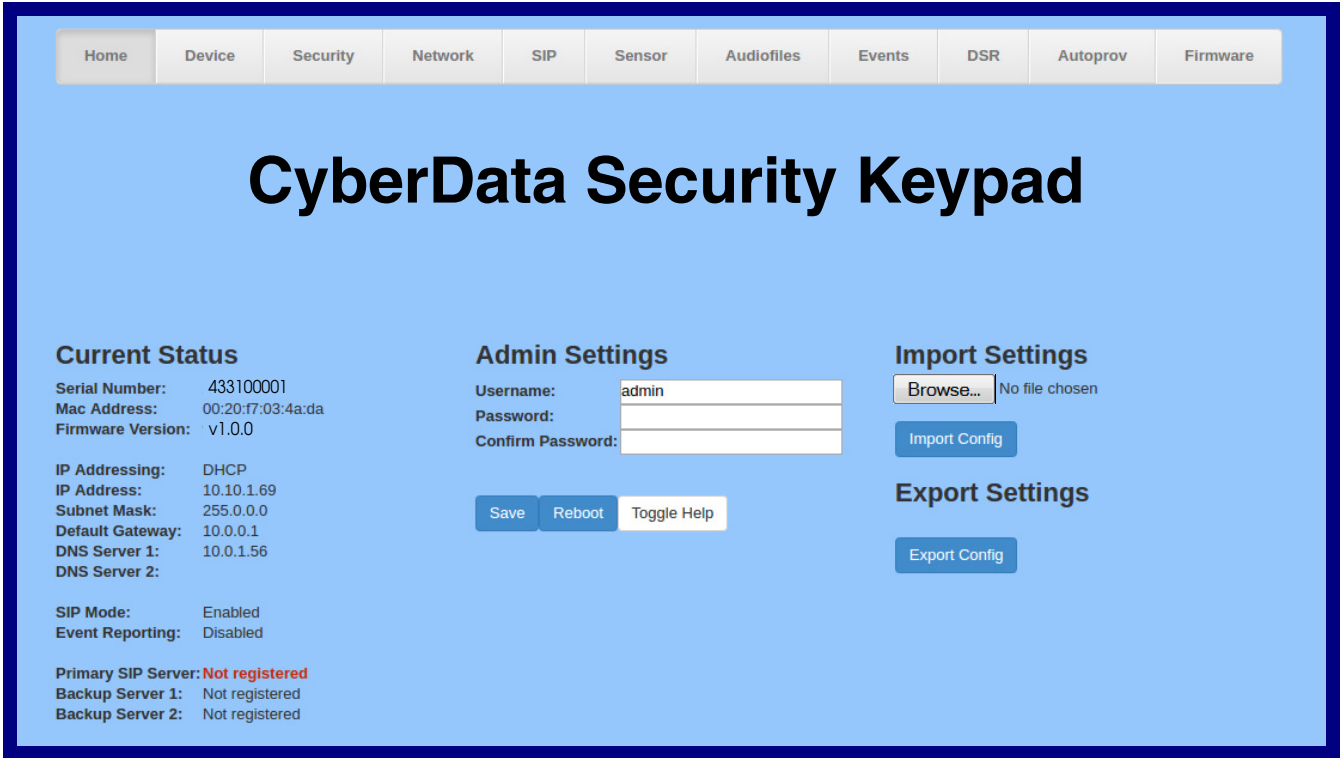 Home Device Security Network SIP Sensor Audiofiles Events DSR Autoprov Firmware
CyberData Security Keypad
Current Status
Serial Number: 433100001
Mac Address: 00:20:f7:03:4a:da
Firmware Version: v1.0.0
IP Addressing: DHCP
IP Address: 10.10.1.69
Subnet Mask: 255.0.0.0
Default Gateway: 10.0.0.1
DNS Server 1: 10.0.1.56
DNS Server 2:
SIP Mode: Enabled
Event Reporting: Disabled
Primary SIP Server: Not registered
Backup Server 1: Not registered
Backup Server 2: Not registered
Admin Settings
Username: admin
Password:
Confirm Password:
Save Reboot Toggle Help
Import Settings
Browse... No file chosen
Import Config
Export Settings
Export Config